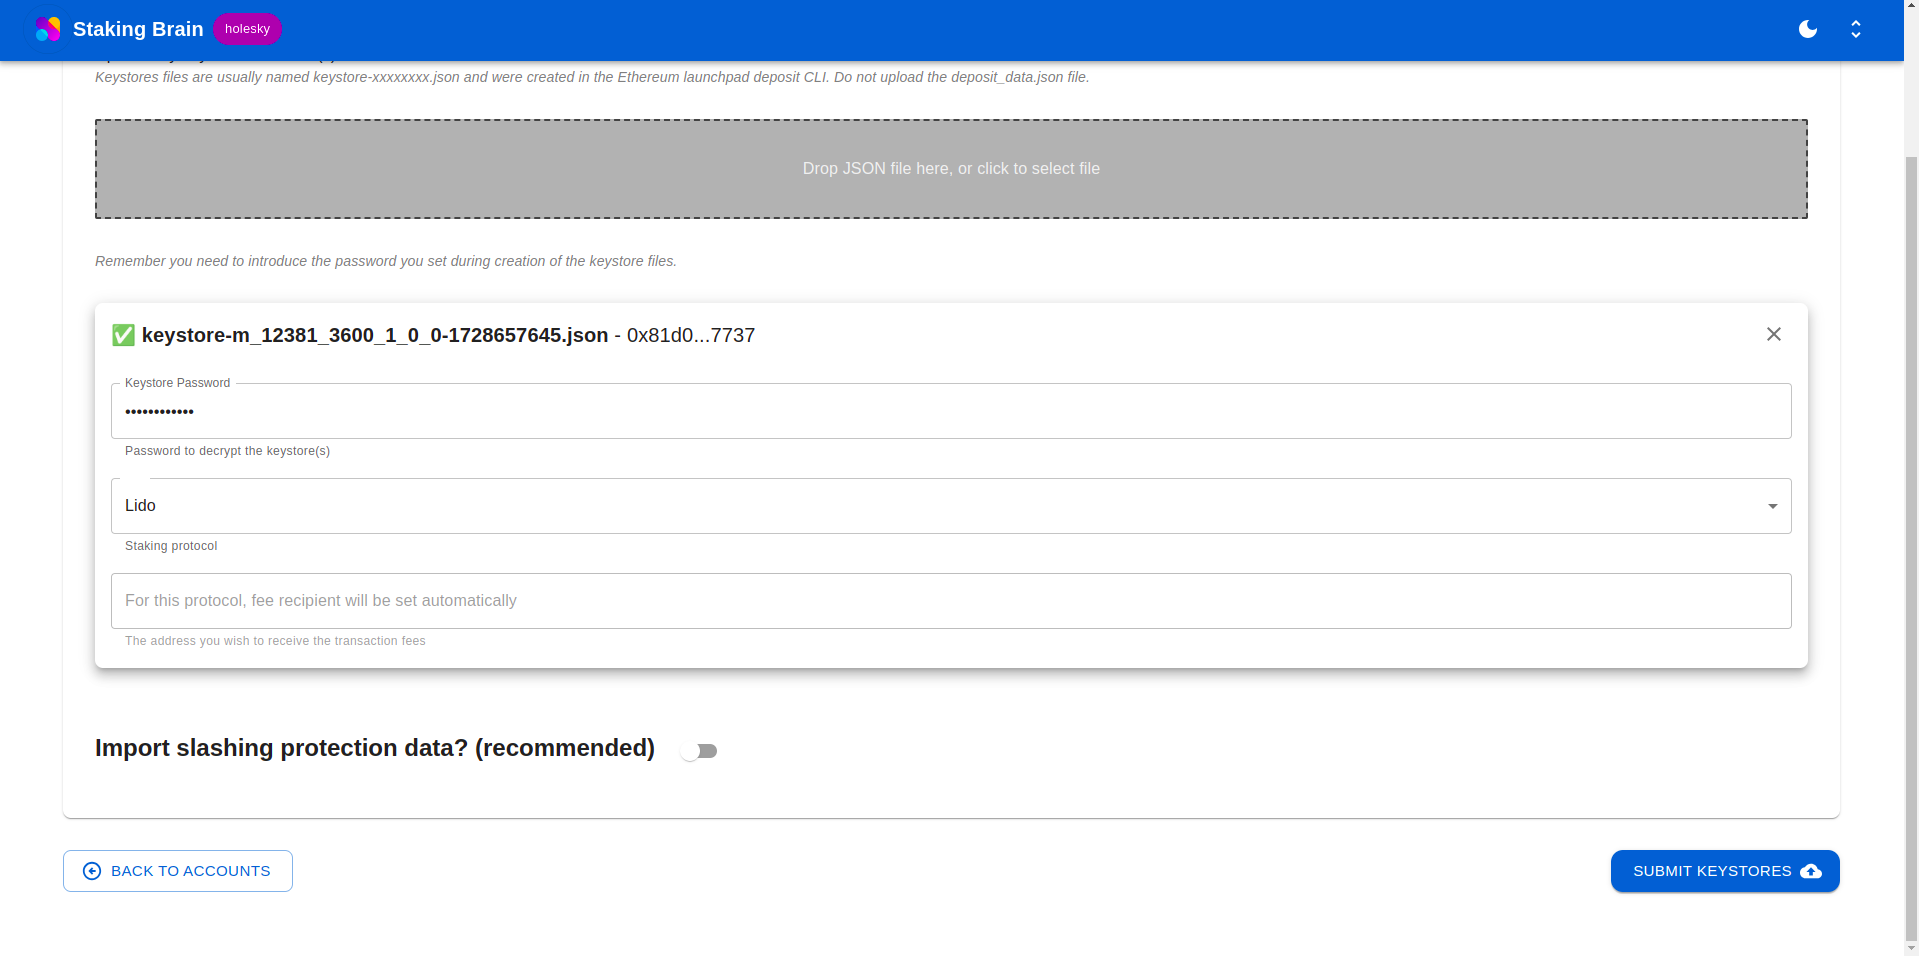 Staking Brain
holesky
Keystores files are usually named keystore-xxxxxxxx.json and were created in the Ethereum launchpad deposit CLI. Do not upload the deposit_data.json file.
Drop JSON file here, or click to select file
Remember you need to introduce the password you set during creation of the keystore files.
✅ keystore-m_12381_3600_1_0_0-1728657645.json - 0x81d0...7737
Keystore Password
••••••••••••
Password to decrypt the keystore(s)
Lido
Staking protocol
For this protocol, fee recipient will be set automatically
The address you wish to receive the transaction fees
Import slashing protection data? (recommended)
BACK TO ACCOUNTS
SUBMIT KEYSTORES